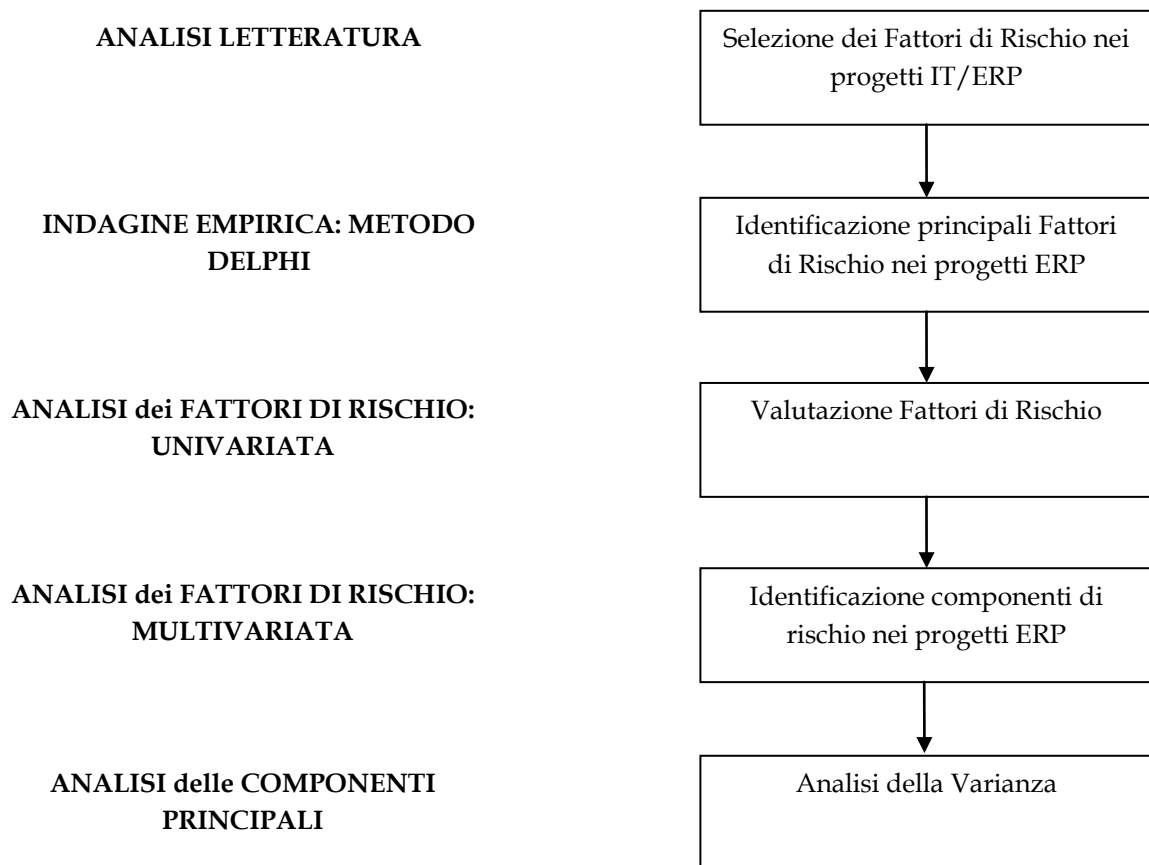 ANALISI LETTERATURA
Selezione dei Fattori di Rischio nei
progetti IT/ERP
INDAGINE EMPIRICA: METODO
DELPHI
Identificazione principali Fattori
di Rischio nei progetti ERP
ANALISI dei FATTORI DI RISCHIO:
UNIVARIATA
Valutazione Fattori di Rischio
ANALISI dei FATTORI DI RISCHIO:
MULTIVARIATA
Identificazione componenti di
rischio nei progetti ERP
ANALISI delle COMPONENTI
PRINCIPALI
Analisi della Varianza